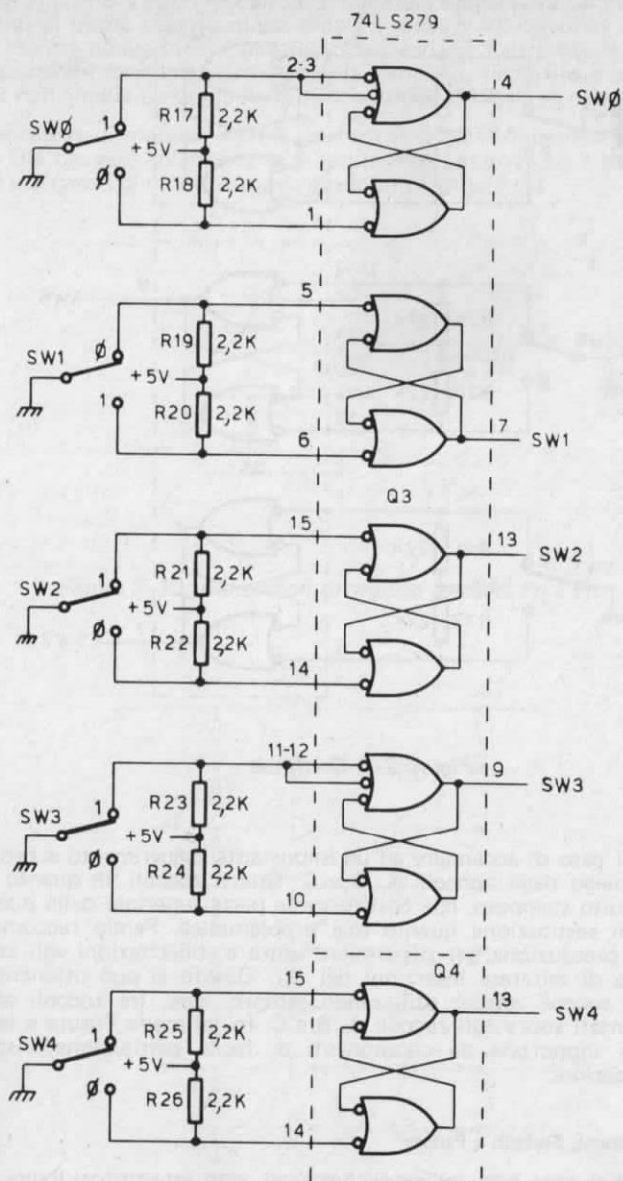 74LS279
2-3
4
SWØ
SWØ
1
R17 2,2K
+5V
Ø
R18 2,2K
1
5
SW1
Ø
R19 2,2K
+5V
1
R20 2,2K
6
7
SW1
Q3
15
13
SW2
SW2
1
R21 2,2K
+5V
Ø
R22 2,2K
14
11-12
9
SW3
SW3
1
R23 2,2K
+5V
Ø
R24 2,2K
10
Q4
15
13
SW4
SW4
1
R25 2,2K
+5V
Ø
R26 2,2K
14